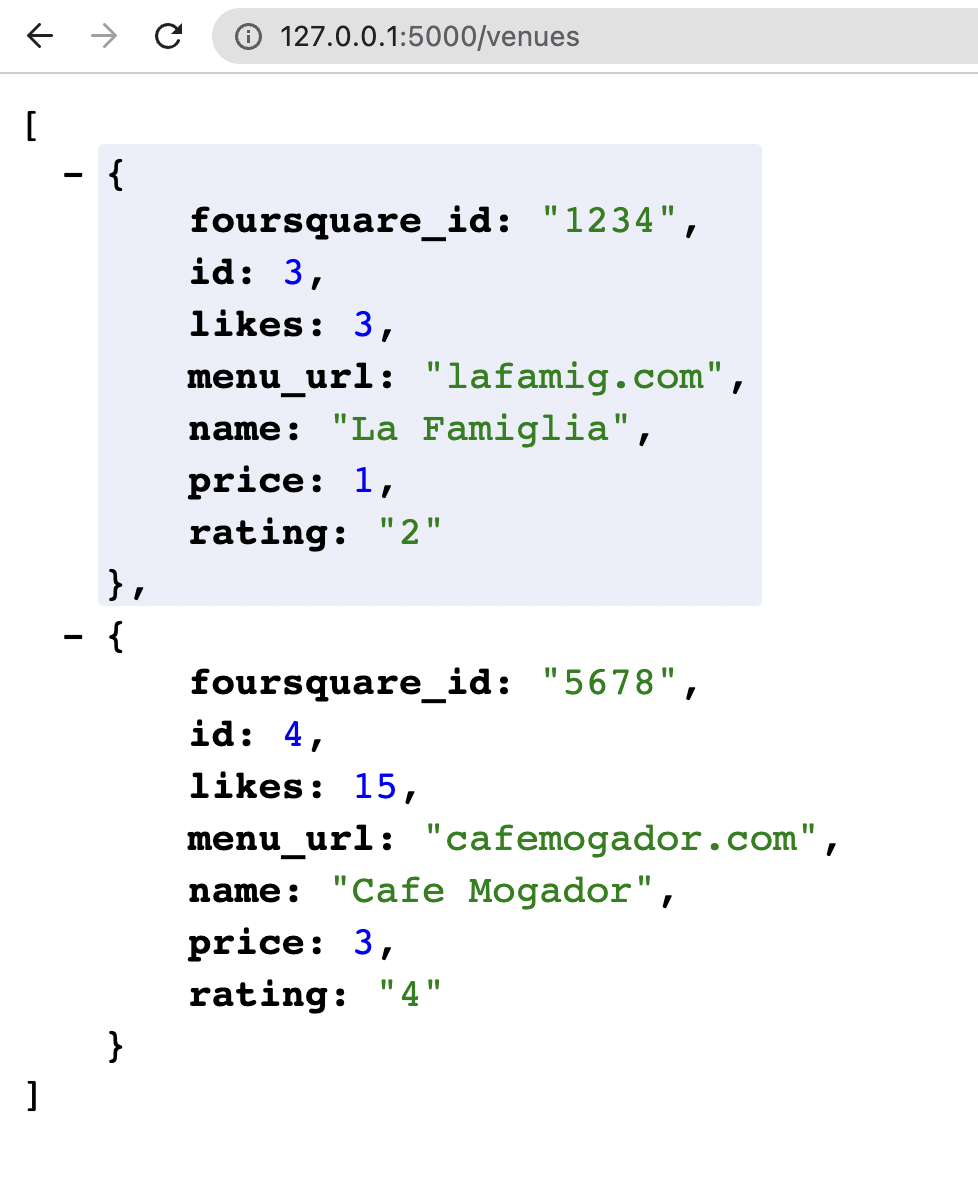 127.0.0.1:5000/venues
[
- {
foursquare_id: "1234",
id: 3,
likes: 3,
menu_url: "lafamig.com",
name: "La Famiglia",
price: 1,
rating: "2"
},
- {
foursquare_id: "5678",
id: 4,
likes: 15,
menu_url: "cafemogador.com",
name: "Cafe Mogador",
price: 3,
rating: "4"
}
]